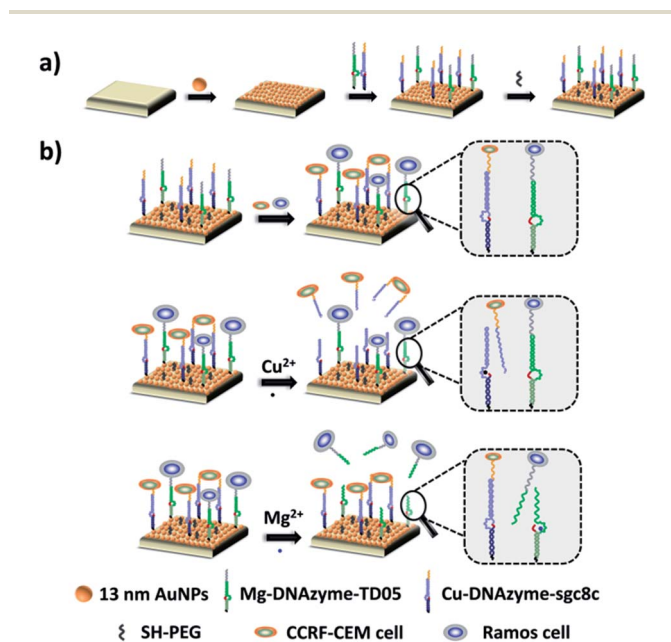 a)
b)
Cu2+
Mg2+
13 nm AuNPs Mg-DNAzyme-TD05 Cu-DNAzyme-sgc8c
SH-PEG CCRF-CEM cell Ramos cell